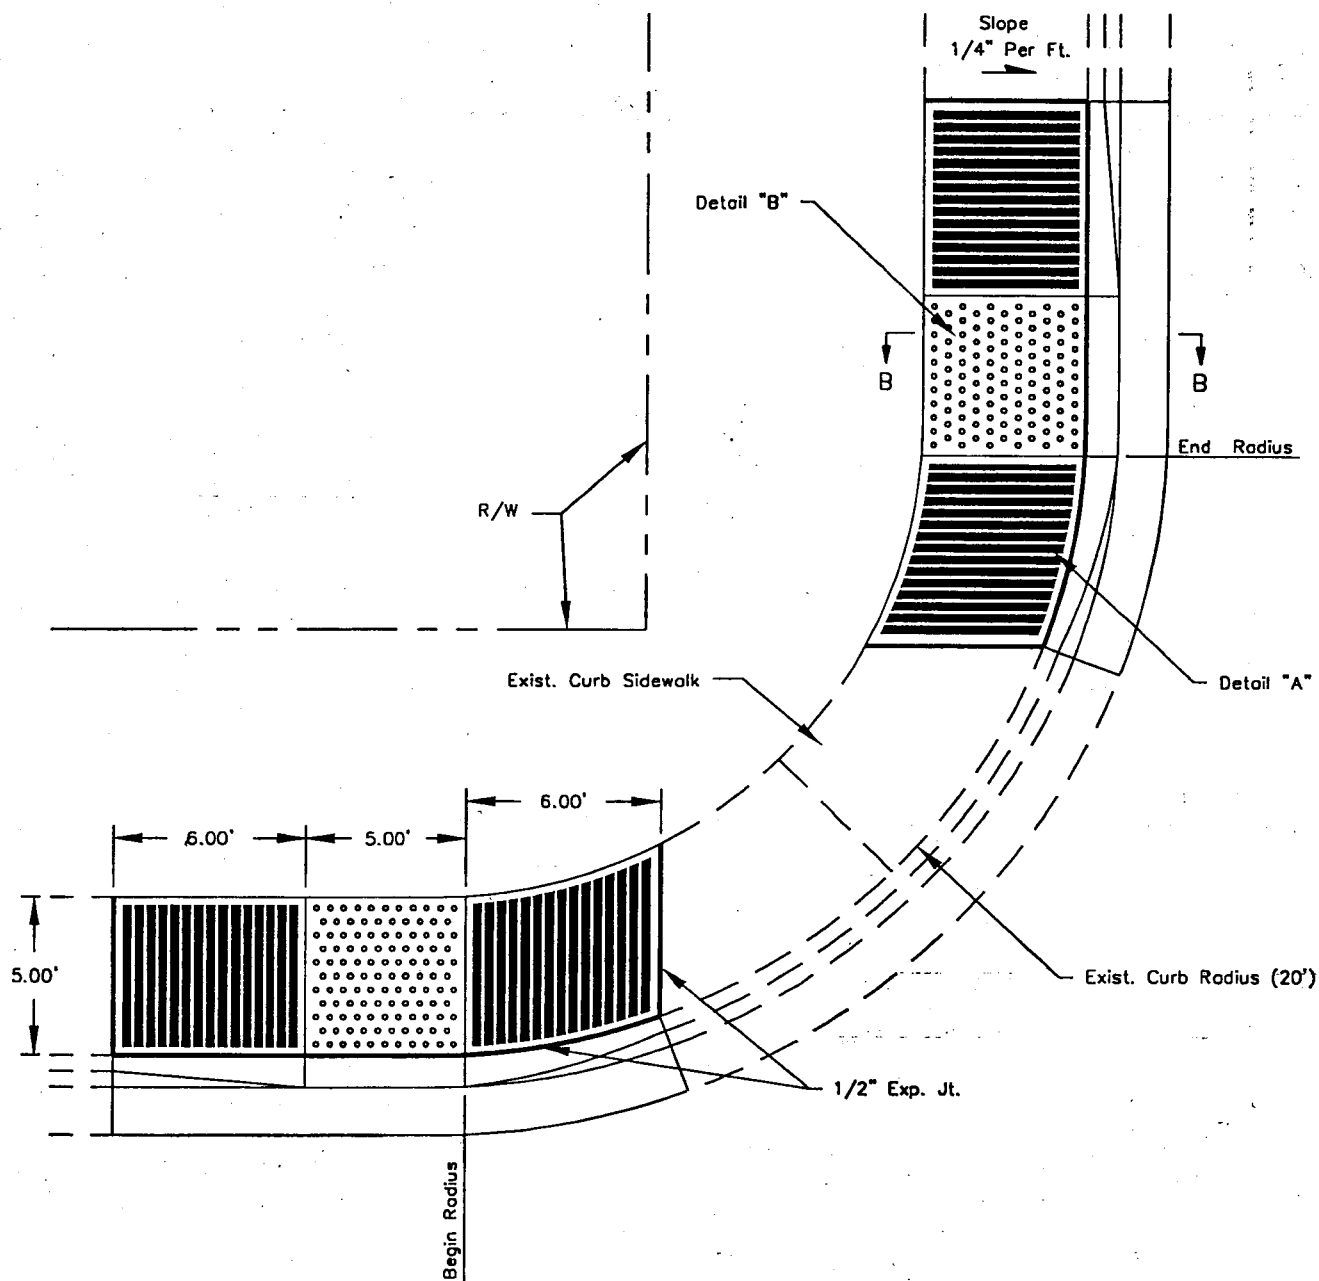 Slope
1/4" Per Ft.
Detail "B"
B
B
End Radius
R/W
Exist. Curb Sidewalk
Detail "A"
6.00'
6.00'
5.00'
5.00'
Exist. Curb Radius (20')
1/2" Exp. Jt.
Begin Radius